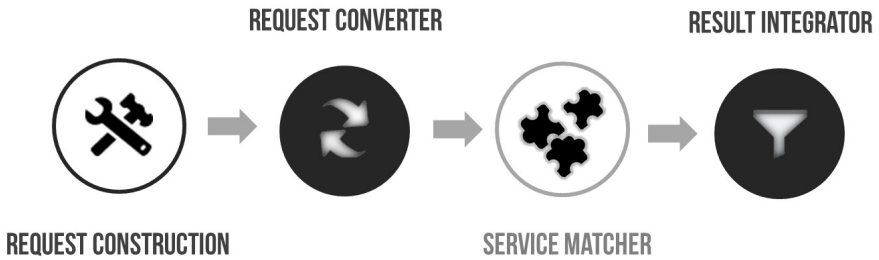 REQUEST CONVERTER
RESULT INTEGRATOR
REQUEST CONSTRUCTION
SERVICE MATCHER